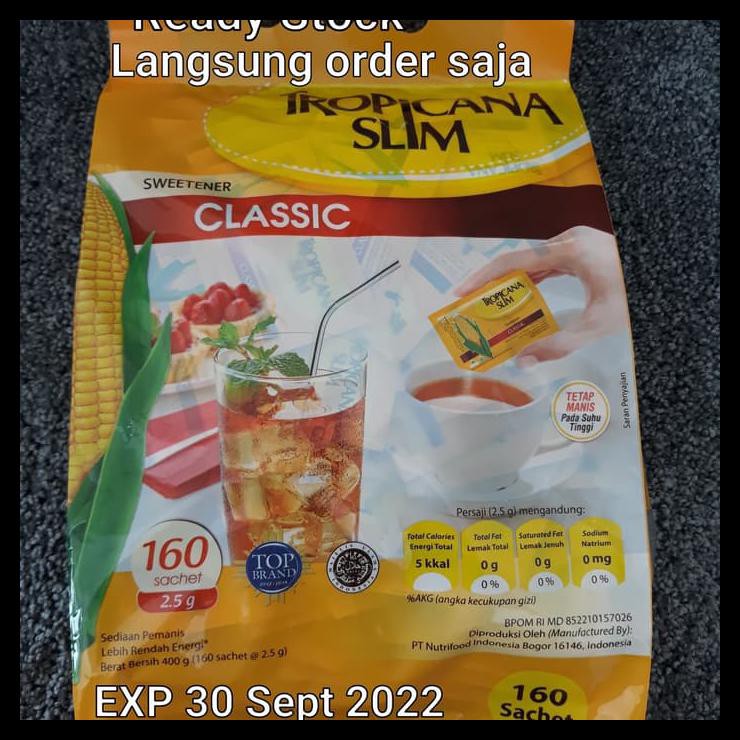 Ready Stock
Langsung order saja
TROPICANA
SLIM
SWEETENER
CLASSIC
TROPICANA
SLIM
CLASSIC
TETAP
MANIS
Pada Suhu
Tinggi
Saran Penyajian
Persaji (2,5 g) mengandung:
Total Calories
Energi Total
5 kkal
Total Fat
Lemak Total
0 g
0 %
Saturated Fat
Lemak Jenuh
0 g
0 %
Sodium
Natrium
0 mg
0 %
%AKG (angka kecukupan gizi)
160
sachet
2.5 g
TOP
BRAND
BPOM RI MD 852210157026
Diproduksi Oleh (Manufactured By):
PT Nutrifood Indonesia Bogor 16146, Indonesia
Sediaan Pemanis
Lebih Rendah Energi*
Berat Bersih 400 g (160 sachet @ 2.5 g)
EXP 30 Sept 2022
160
Sachet